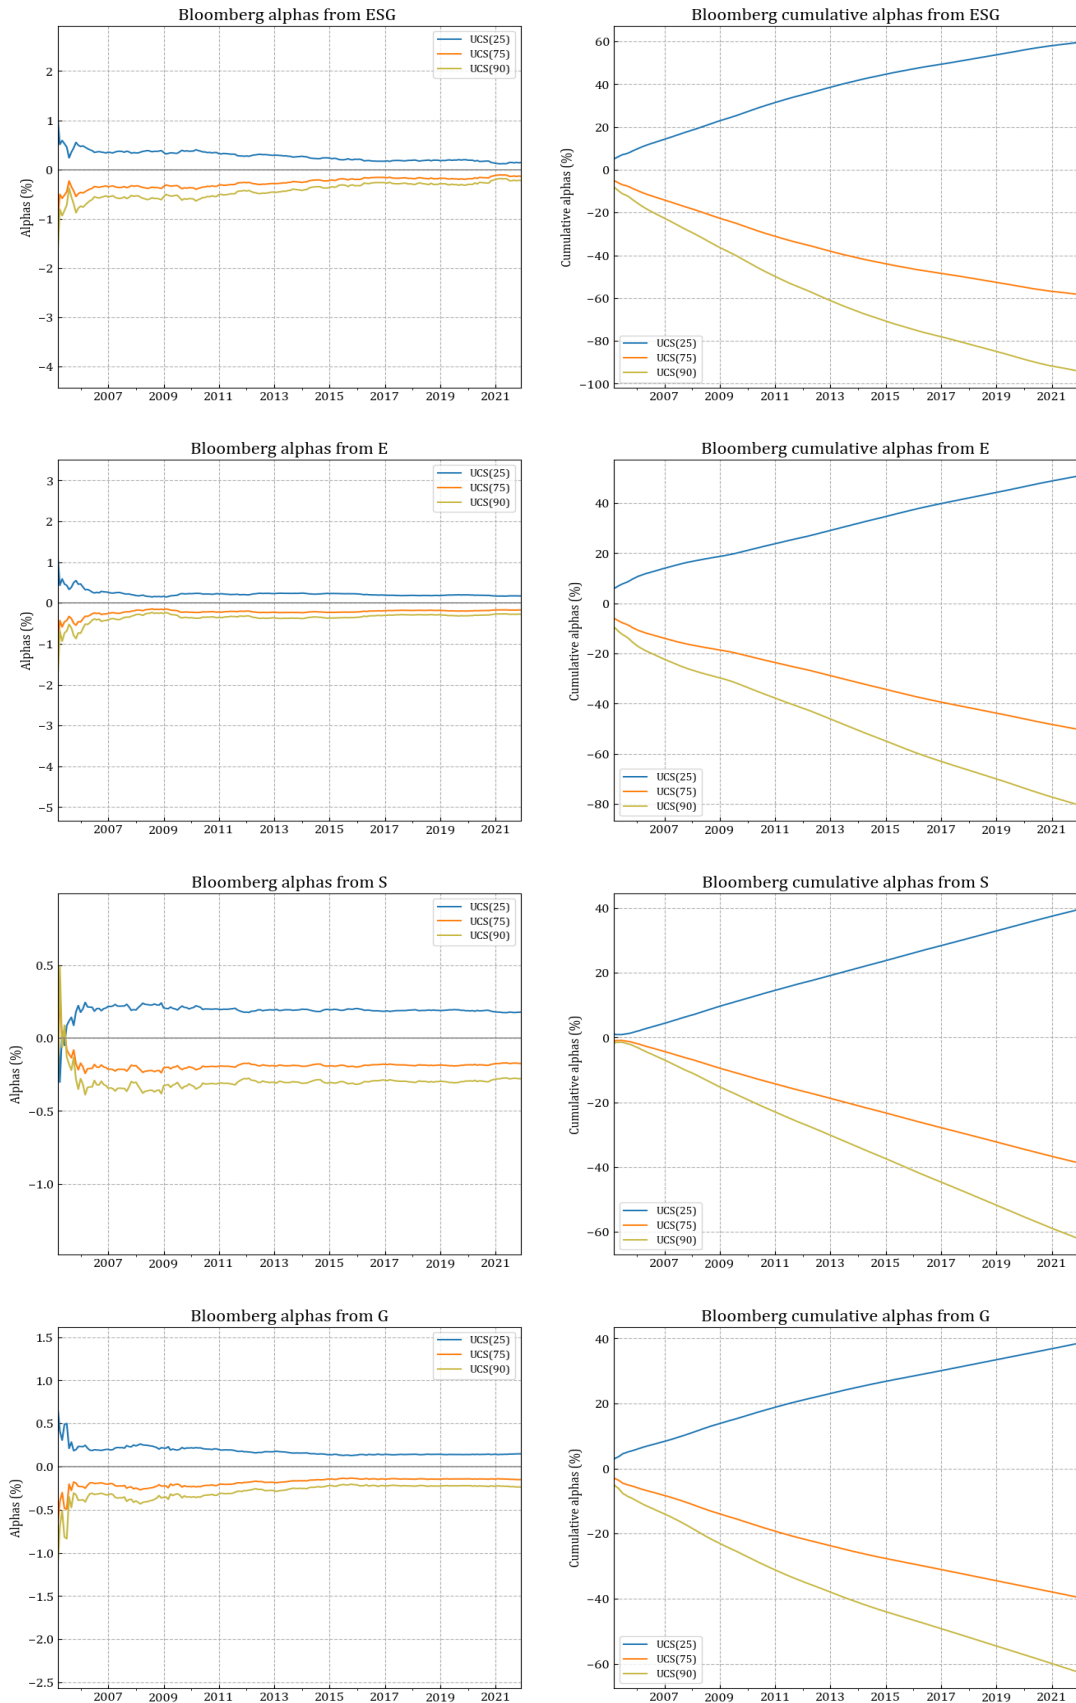 Bloomberg alphas from ESG
Alphas (%)
2
1
0
−1
−2
−3
−4
UCS(25)
UCS(75)
UCS(90)
2007 2009 2011 2013 2015 2017 2019 2021
Bloomberg cumulative alphas from ESG
Cumulative alphas (%)
60
40
20
0
−20
−40
−60
−80
−100
UCS(25)
UCS(75)
UCS(90)
2007 2009 2011 2013 2015 2017 2019 2021
Bloomberg alphas from E
Alphas (%)
3
2
1
0
−1
−2
−3
−4
−5
UCS(25)
UCS(75)
UCS(90)
2007 2009 2011 2013 2015 2017 2019 2021
Bloomberg cumulative alphas from E
Cumulative alphas (%)
40
20
0
−20
−40
−60
−80
UCS(25)
UCS(75)
UCS(90)
2007 2009 2011 2013 2015 2017 2019 2021
Bloomberg alphas from S
Alphas (%)
0.5
0.0
−0.5
−1.0
UCS(25)
UCS(75)
UCS(90)
2007 2009 2011 2013 2015 2017 2019 2021
Bloomberg cumulative alphas from S
Cumulative alphas (%)
40
20
0
−20
−40
−60
UCS(25)
UCS(75)
UCS(90)
2007 2009 2011 2013 2015 2017 2019 2021
Bloomberg alphas from G
Alphas (%)
1.5
1.0
0.5
0.0
−0.5
−1.0
−1.5
−2.0
−2.5
UCS(25)
UCS(75)
UCS(90)
2007 2009 2011 2013 2015 2017 2019 2021
Bloomberg cumulative alphas from G
Cumulative alphas (%)
40
20
0
−20
−40
−60
UCS(25)
UCS(75)
UCS(90)
2007 2009 2011 2013 2015 2017 2019 2021